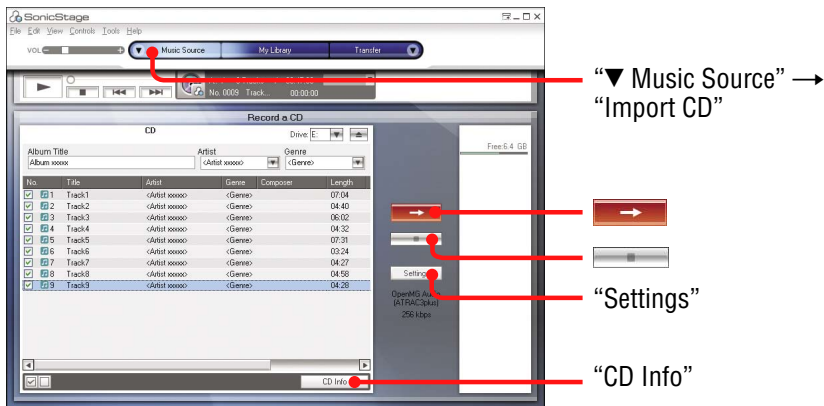 SonicStage
File Edit View Controls Tools Help
VOL
Music Source My Library Transfer
No. 0009 Track... 00:00:00
Record a CD
CD Drive: E:
Free:6.4 GB
Album Title Artist Genre
Album xxxxx <Artist xxxxx> <Genre>
No. Title Artist Genre Composer Length
1 Track1 <Artist xxxxx> <Genre> 07:04
2 Track2 <Artist xxxxx> <Genre> 04:40
3 Track3 <Artist xxxxx> <Genre> 06:02
4 Track4 <Artist xxxxx> <Genre> 04:32
5 Track5 <Artist xxxxx> <Genre> 07:31
6 Track6 <Artist xxxxx> <Genre> 03:24
7 Track7 <Artist xxxxx> <Genre> 04:27
8 Track8 <Artist xxxxx> <Genre> 04:58
9 Track9 <Artist xxxxx> <Genre> 04:28
Settings
OpenMG Audio
(ATRAC3plus)
256 kbps
CD Info
“▼ Music Source” →
“Import CD”
“Settings”
“CD Info”